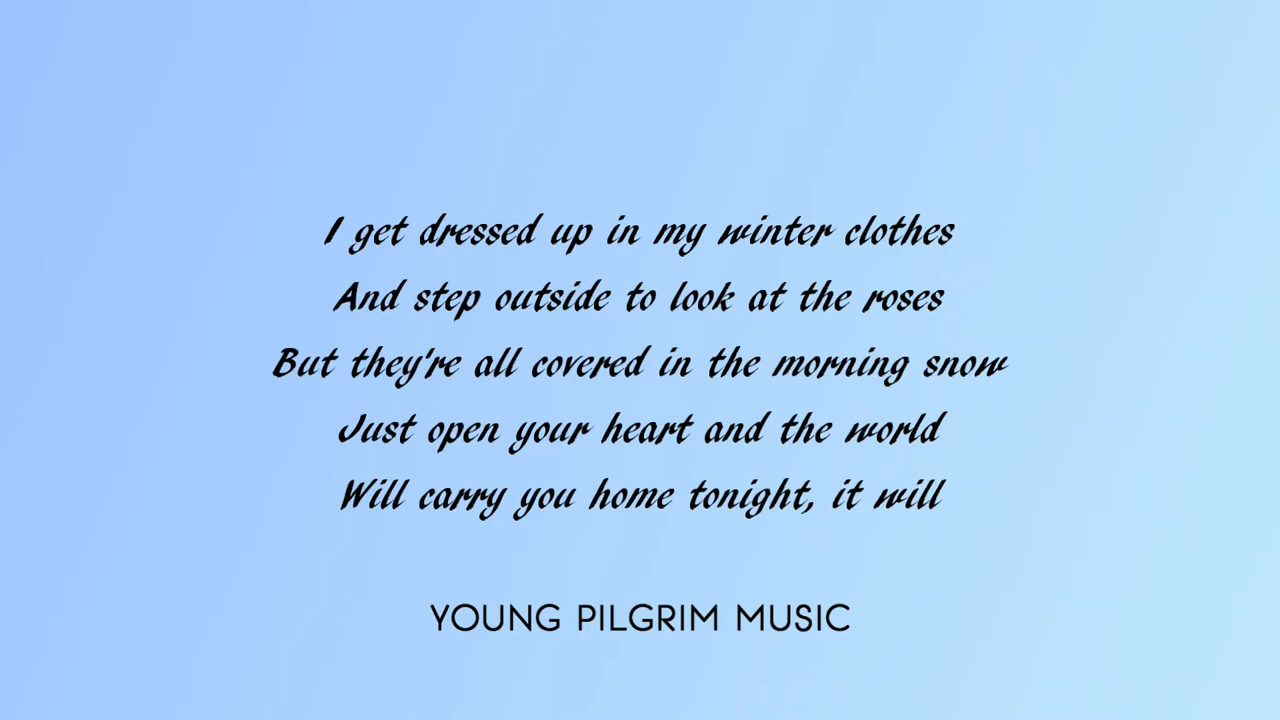 I get dressed up in my winter clothes
And step outside to look at the roses
But they're all covered in the morning snow
Just open your heart and the world
Will carry you home tonight, it will
YOUNG PILGRIM MUSIC